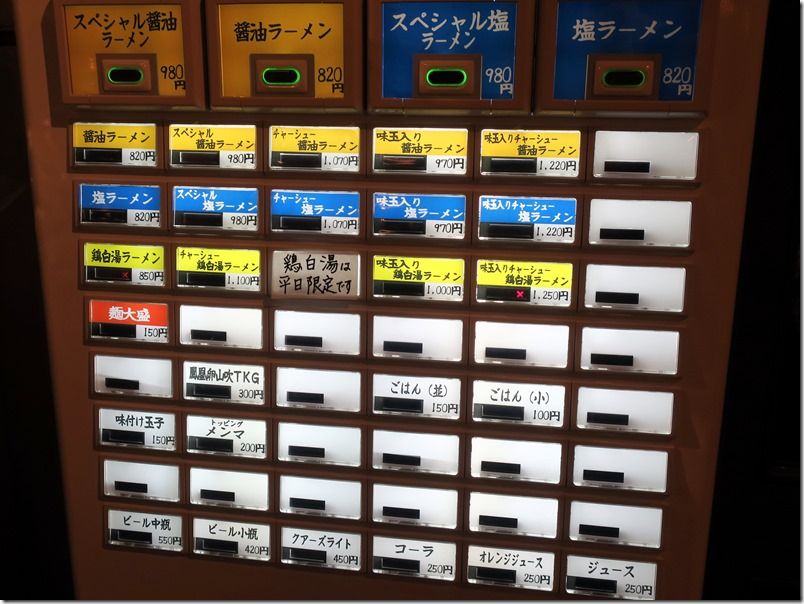 スペシャル醤油
ラーメン
980
円
醤油ラーメン
820
円
スペシャル塩
ラーメン
980
円
塩ラーメン
820
円
醤油ラーメン
820円
スペシャル
醤油ラーメン
980円
チャーシュー
醤油ラーメン
1,070円
味玉入り
醤油ラーメン
970円
味玉入りチャーシュー
醤油ラーメン
1,220円
塩ラーメン
820円
スペシャル
塩ラーメン
980円
チャーシュー
塩ラーメン
1,070円
味玉入り
塩ラーメン
970円
味玉入りチャーシュー
塩ラーメン
1,220円
鶏白湯ラーメン
850円
チャーシュー
鶏白湯ラーメン
1,100円
鶏白湯は
平日限定です
味玉入り
鶏白湯ラーメン
1,000円
味玉入りチャーシュー
鶏白湯ラーメン
1,250円
麺大盛
150円
鳳凰卵山吹TKG
300円
ごはん(並)
150円
ごはん(小)
100円
味付け玉子
150円
トッピング
メンマ
200円
ビール中瓶
550円
ビール小瓶
420円
クアーズライト
450円
コーラ
250円
オレンジジュース
250円
ジュース
250円